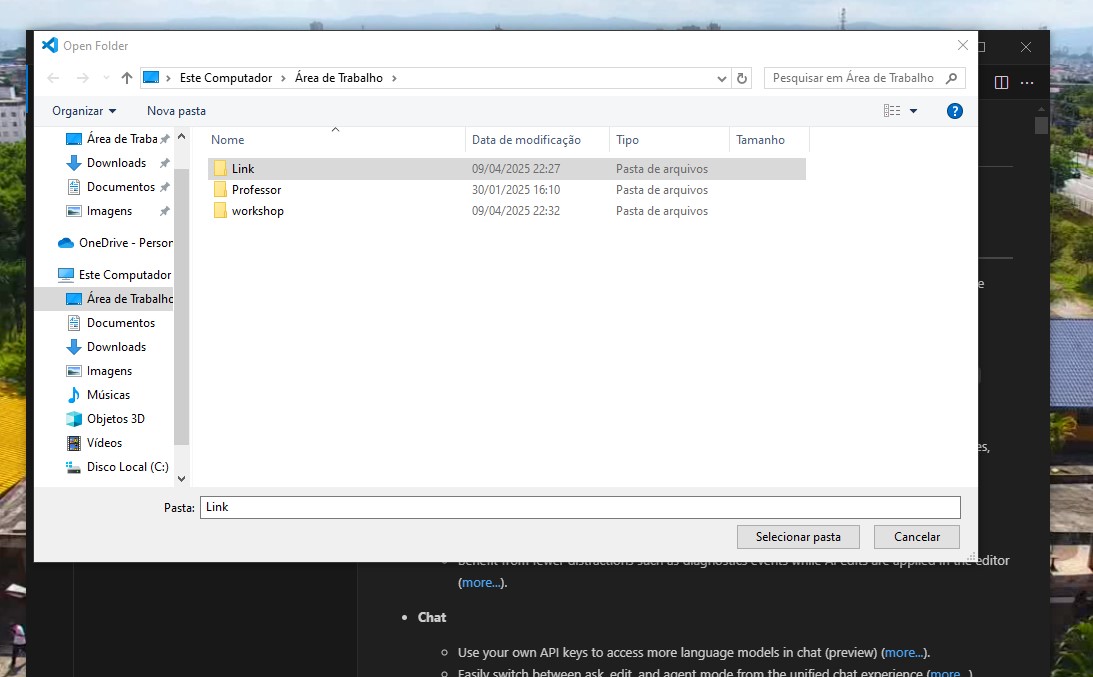 Open Folder
Este Computador > Área de Trabalho >
Pesquisar em Área de Trabalho
Organizar
Nova pasta
?
Nome
Data de modificação
Tipo
Tamanho
Link 09/04/2025 22:27 Pasta de arquivos
Professor 30/01/2025 16:10 Pasta de arquivos
workshop 09/04/2025 22:32 Pasta de arquivos
Área de Traba
Downloads
Documentos
Imagens
OneDrive - Person
Este Computador
Área de Trabalho
Documentos
Downloads
Imagens
Músicas
Objetos 3D
Vídeos
Disco Local (C:)
Pasta: Link
Selecionar pasta
Cancelar
e
es,
Benefit from fewer distractions such as diagnostics events while AI edits are applied in the editor
(more...).
• Chat
Use your own API keys to access more language models in chat (preview) (more...).
Easily switch between ask, edit, and agent mode from the unified chat experience (more...)